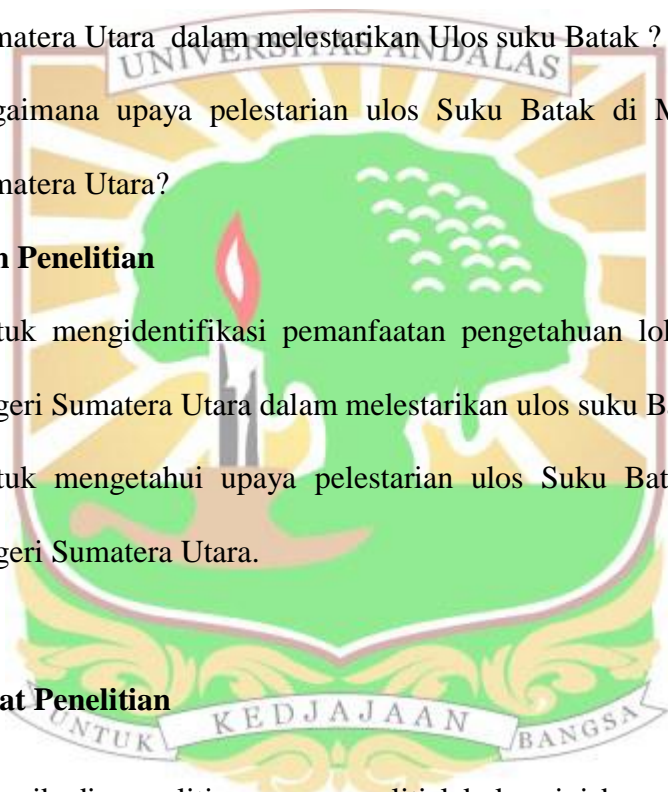 matera Utara dalam melestarikan Ulos suku Batak ?
UNIVERSITAS ANDALAS
gaimana upaya pelestarian ulos Suku Batak di M
matera Utara?
n Penelitian
tuk mengidentifikasi pemanfaatan pengetahuan lok
geri Sumatera Utara dalam melestarikan ulos suku Ba
tuk mengetahui upaya pelestarian ulos Suku Bat
geri Sumatera Utara.
at Penelitian
UNTUK KEDJAJAAN BANGSA